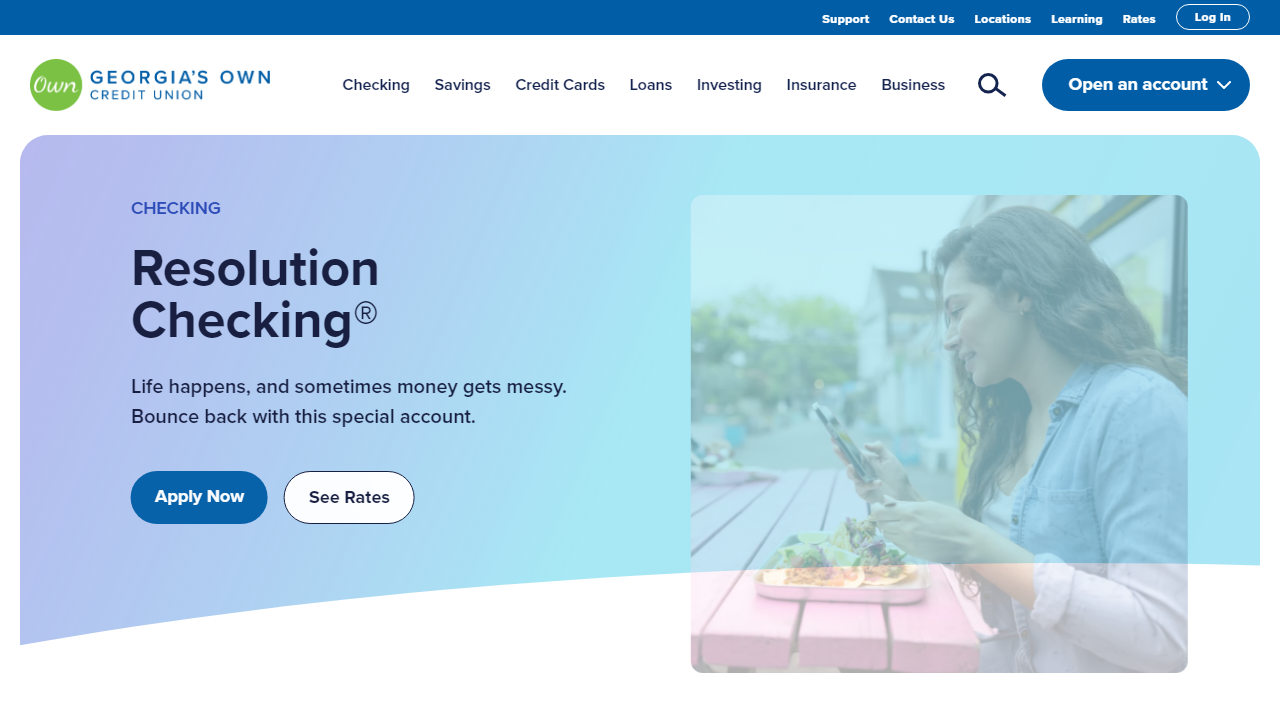 Support Contact Us Locations Learning Rates Log In
Own GEORGIA'S OWN
CREDIT UNION
Checking Savings Credit Cards Loans Investing Insurance Business Open an account
CHECKING
Resolution
Checking®
Life happens, and sometimes money gets messy.
Bounce back with this special account.
Apply Now See Rates